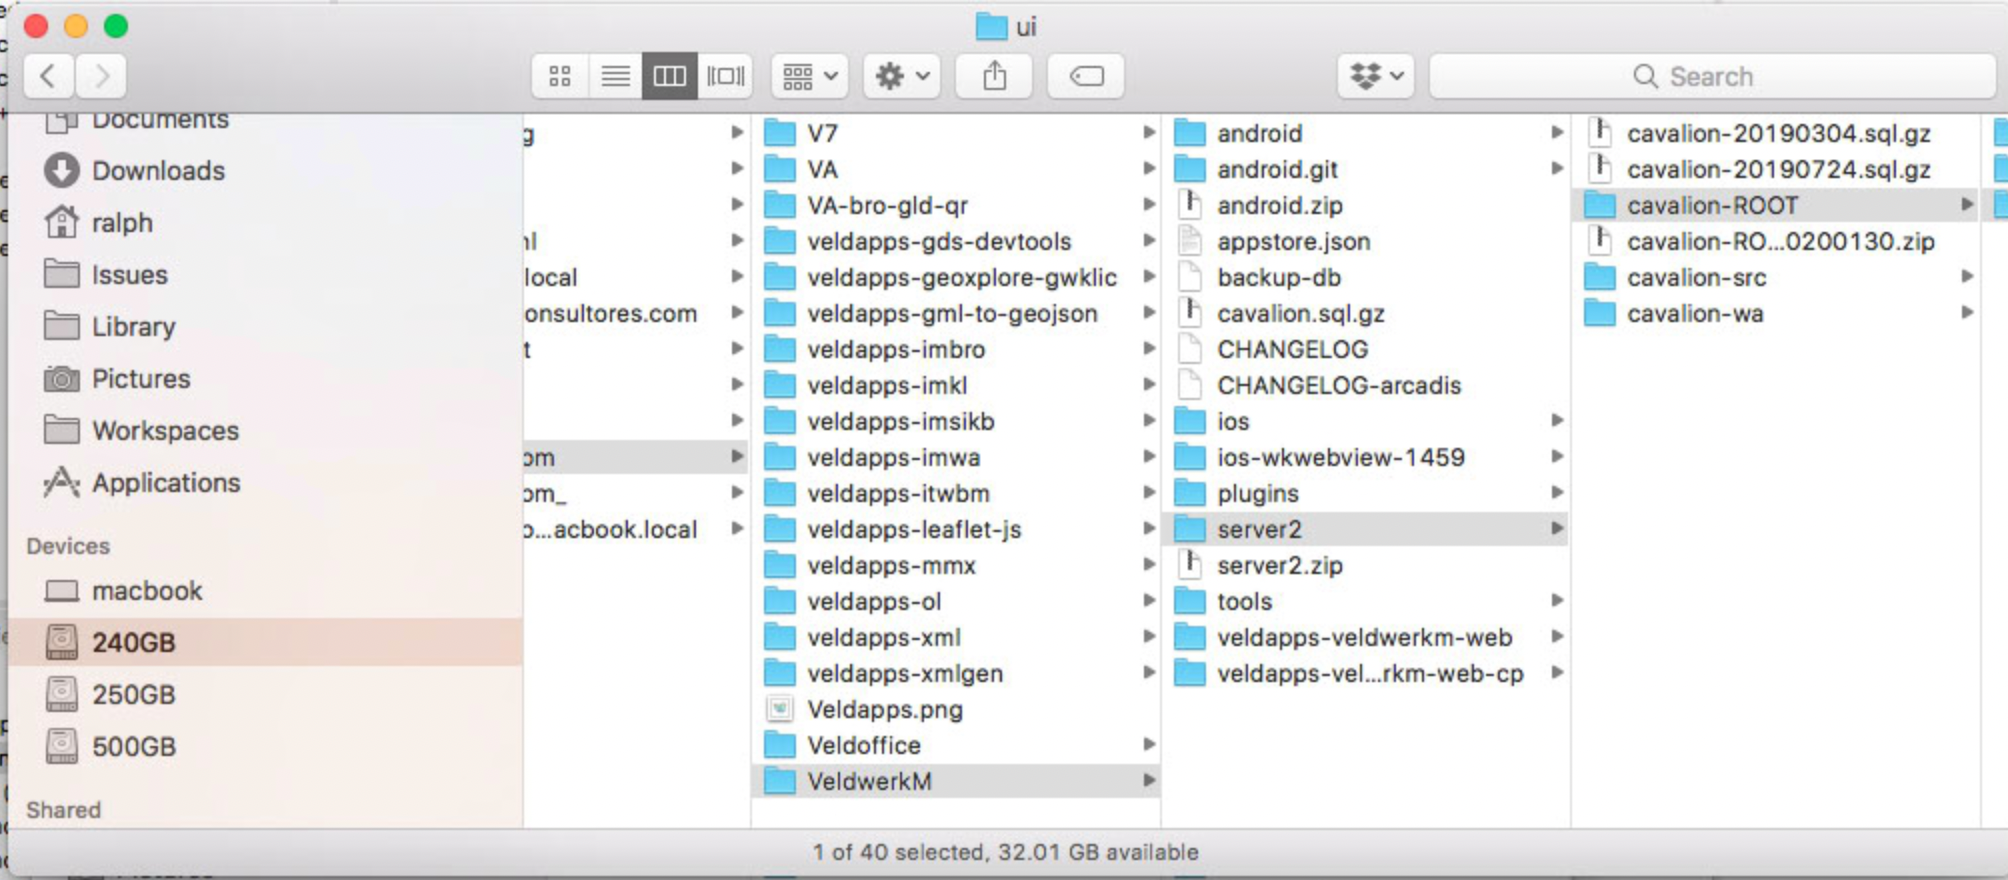 ui
Search
Documents
Downloads
ralph
Issues
Library
Pictures
Workspaces
Applications
Devices
macbook
240GB
250GB
500GB
Shared
g
local
onsultores.com
t
om
om_
o...acbook.local
V7
VA
VA-bro-gld-qr
veldapps-gds-devtools
veldapps-geoxplore-gwklic
veldapps-gml-to-geojson
veldapps-imbro
veldapps-imkl
veldapps-imsikb
veldapps-imwa
veldapps-itwbm
veldapps-leaflet-js
veldapps-mmx
veldapps-ol
veldapps-xml
veldapps-xmlgen
Veldapps.png
Veldoffice
VeldwerkM
android
android.git
android.zip
appstore.json
backup-db
cavalion.sql.gz
CHANGELOG
CHANGELOG-arcadis
ios
ios-wkwebview-1459
plugins
server2
server2.zip
tools
veldapps-veldwerkm-web
veldapps-vel...rkm-web-cp
cavalion-20190304.sql.gz
cavalion-20190724.sql.gz
cavalion-ROOT
cavalion-RO...0200130.zip
cavalion-src
cavalion-wa
1 of 40 selected, 32.01 GB available